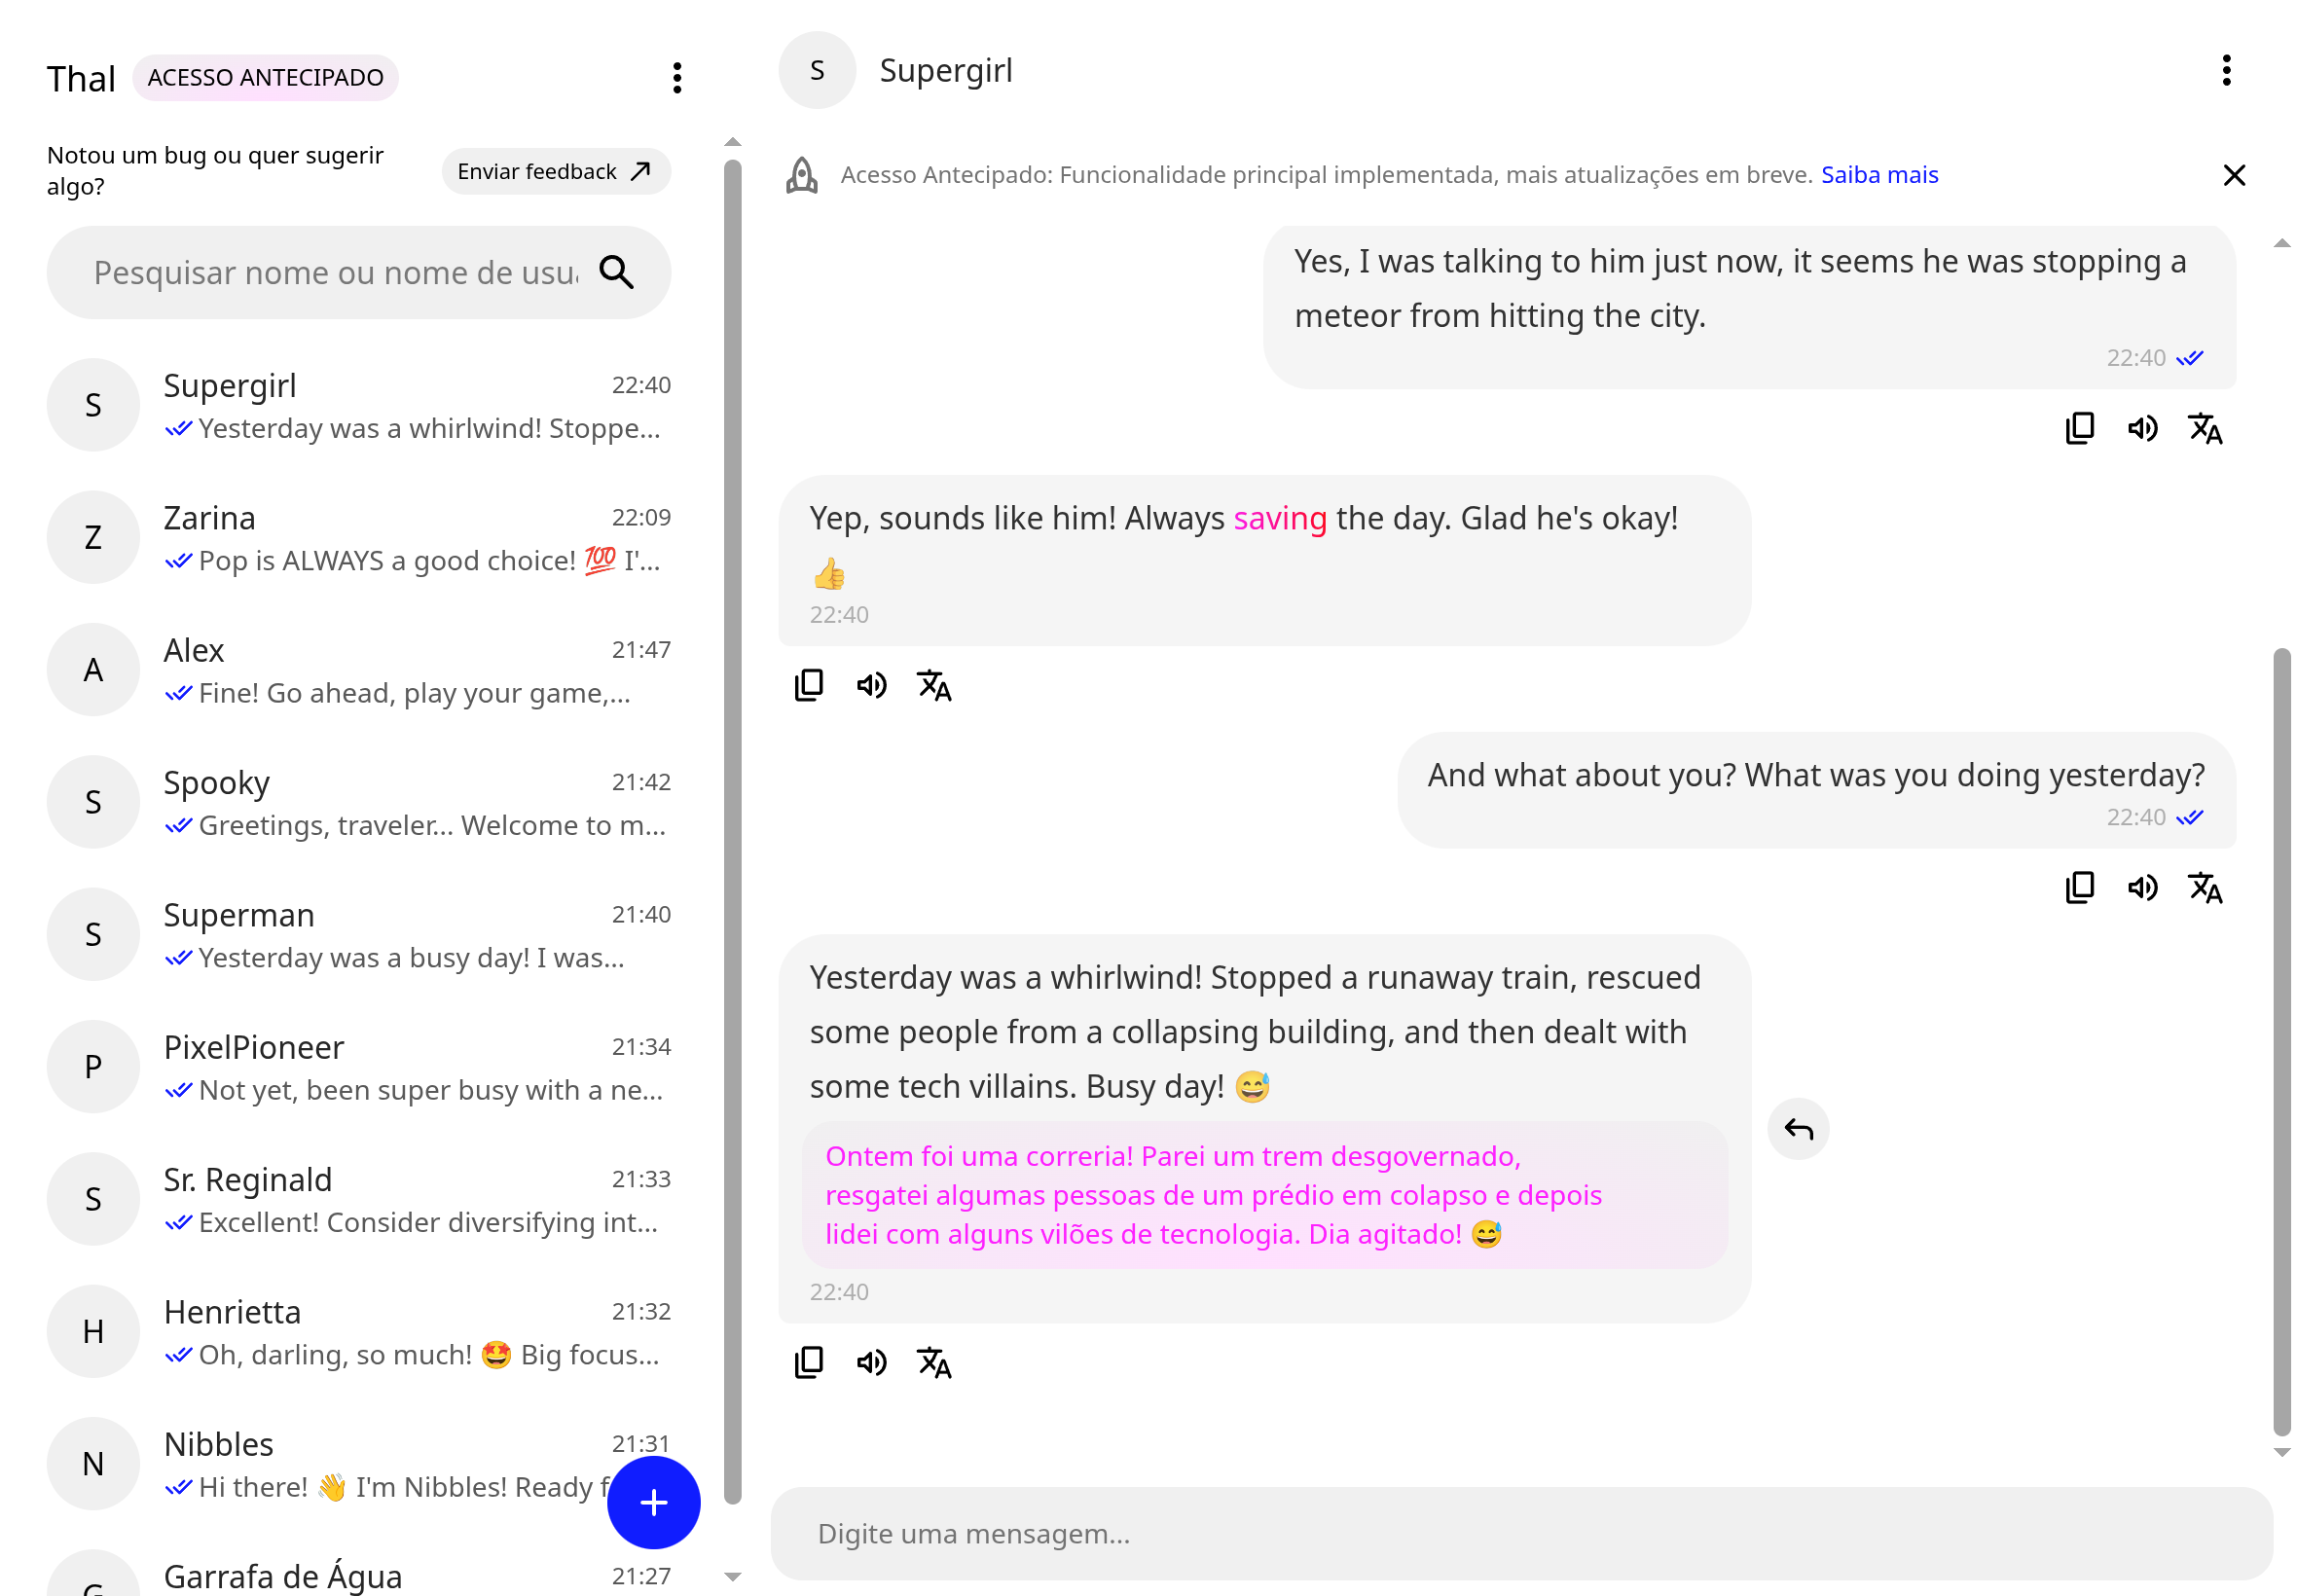 Thal
ACESSO ANTECIPADO
Notou um bug ou quer sugerir
algo?
Enviar feedback
Pesquisar nome ou nome de
S
Supergirl
22:40
Yesterday was a whirlwind! Stoppe...
Z
Zarina
22:09
Pop is ALWAYS a good choice! 💯 I'...
A
Alex
21:47
Fine! Go ahead, play your game,...
S
Spooky
21:42
Greetings, traveler... Welcome to m...
S
Superman
21:40
Yesterday was a busy day! I was...
P
PixelPioneer
21:34
Not yet, been super busy with a ne...
S
Sr. Reginald
21:33
Excellent! Consider diversifying int...
H
Henrietta
21:32
Oh, darling, so much! 🤩 Big focus...
N
Nibbles
21:31
Hi there! 👋 I'm Nibbles! Ready
Garrafa de Água
21:27
S
Supergirl
Acesso Antecipado: Funcionalidade principal implementada, mais atualizações em breve. Saiba mais
Yes, I was talking to him just now, it seems he was stopping a
meteor from hitting the city.
22:40
Yep, sounds like him! Always saving the day. Glad he's okay!
👍
22:40
And what about you? What was you doing yesterday?
22:40
Yesterday was a whirlwind! Stopped a runaway train, rescued
some people from a collapsing building, and then dealt with
some tech villains. Busy day! 😅
Ontem foi uma correria! Parei um trem desgovernado,
resgatei algumas pessoas de um prédio em colapso e depois
lidei com alguns vilões de tecnologia. Dia agitado! 😅
22:40
Digite uma mensagem...